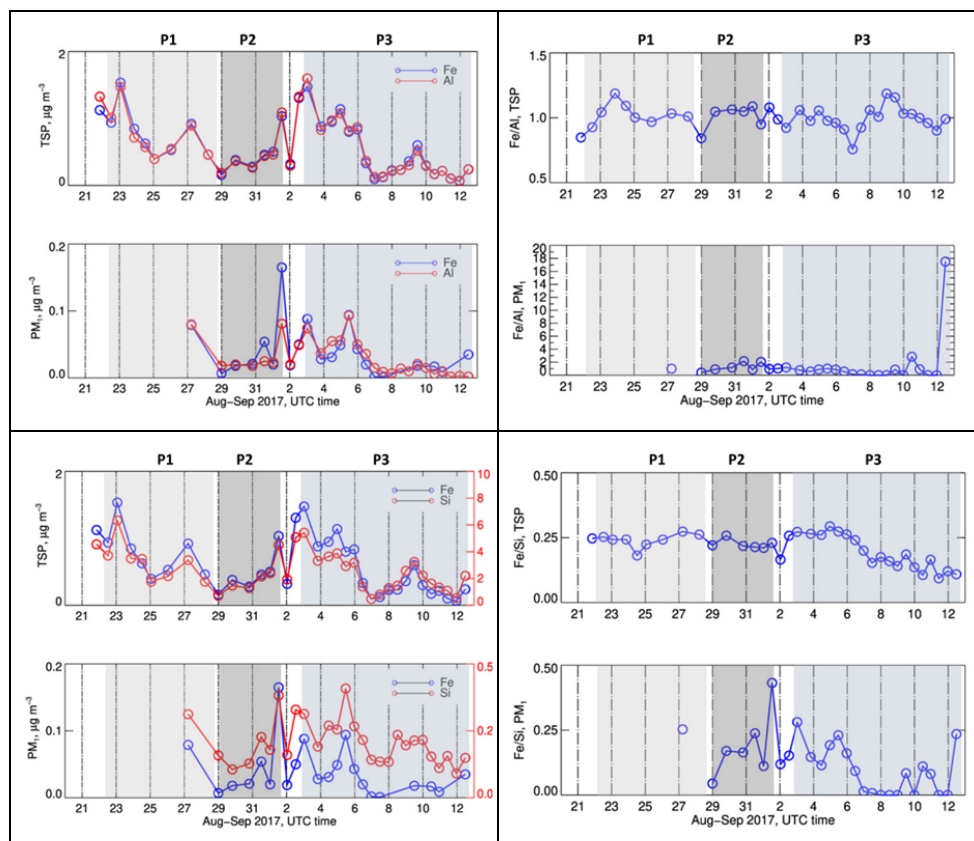 P1 P2 P3
2
Fe
Al
TSP, µg m⁻³
0
21 23 25 27 29 31 2 4 6 8 10 12
0.2
Fe
Al
0.1
PM₁, µg m⁻³
0.0
21 23 25 27 29 31 2 4 6 8 10 12
Aug–Sep 2017, UTC time
P1 P2 P3
1.5
1.0
Fe/Al, TSP
0.5
21 23 25 27 29 31 2 4 6 8 10 12
20
18
16
14
12
10
8
6
4
2
0
Fe/Al, PM₁
21 23 25 27 29 31 2 4 6 8 10 12
Aug–Sep 2017, UTC time
P1 P2 P3
2 10
Fe
Si
8
6
TSP, µg m⁻³
4
2
0 0
21 23 25 27 29 31 2 4 6 8 10 12
0.2 0.5
Fe
Si
0.1 0.2
PM₁, µg m⁻³
0.0 0.0
21 23 25 27 29 31 2 4 6 8 10 12
Aug–Sep 2017, UTC time
P1 P2 P3
0.50
0.25
Fe/Si, TSP
0.00
21 23 25 27 29 31 2 4 6 8 10 12
0.50
0.25
Fe/Si, PM₁
0.00
21 23 25 27 29 31 2 4 6 8 10 12
Aug–Sep 2017, UTC time